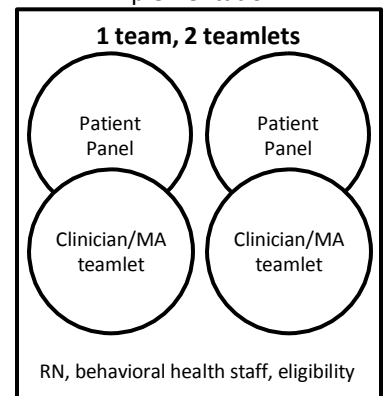 1 team, 2 teamlets
Patient Panel
Patient Panel
Clinician/MA teamlet
Clinician/MA teamlet
RN, behavioral health staff, eligibility